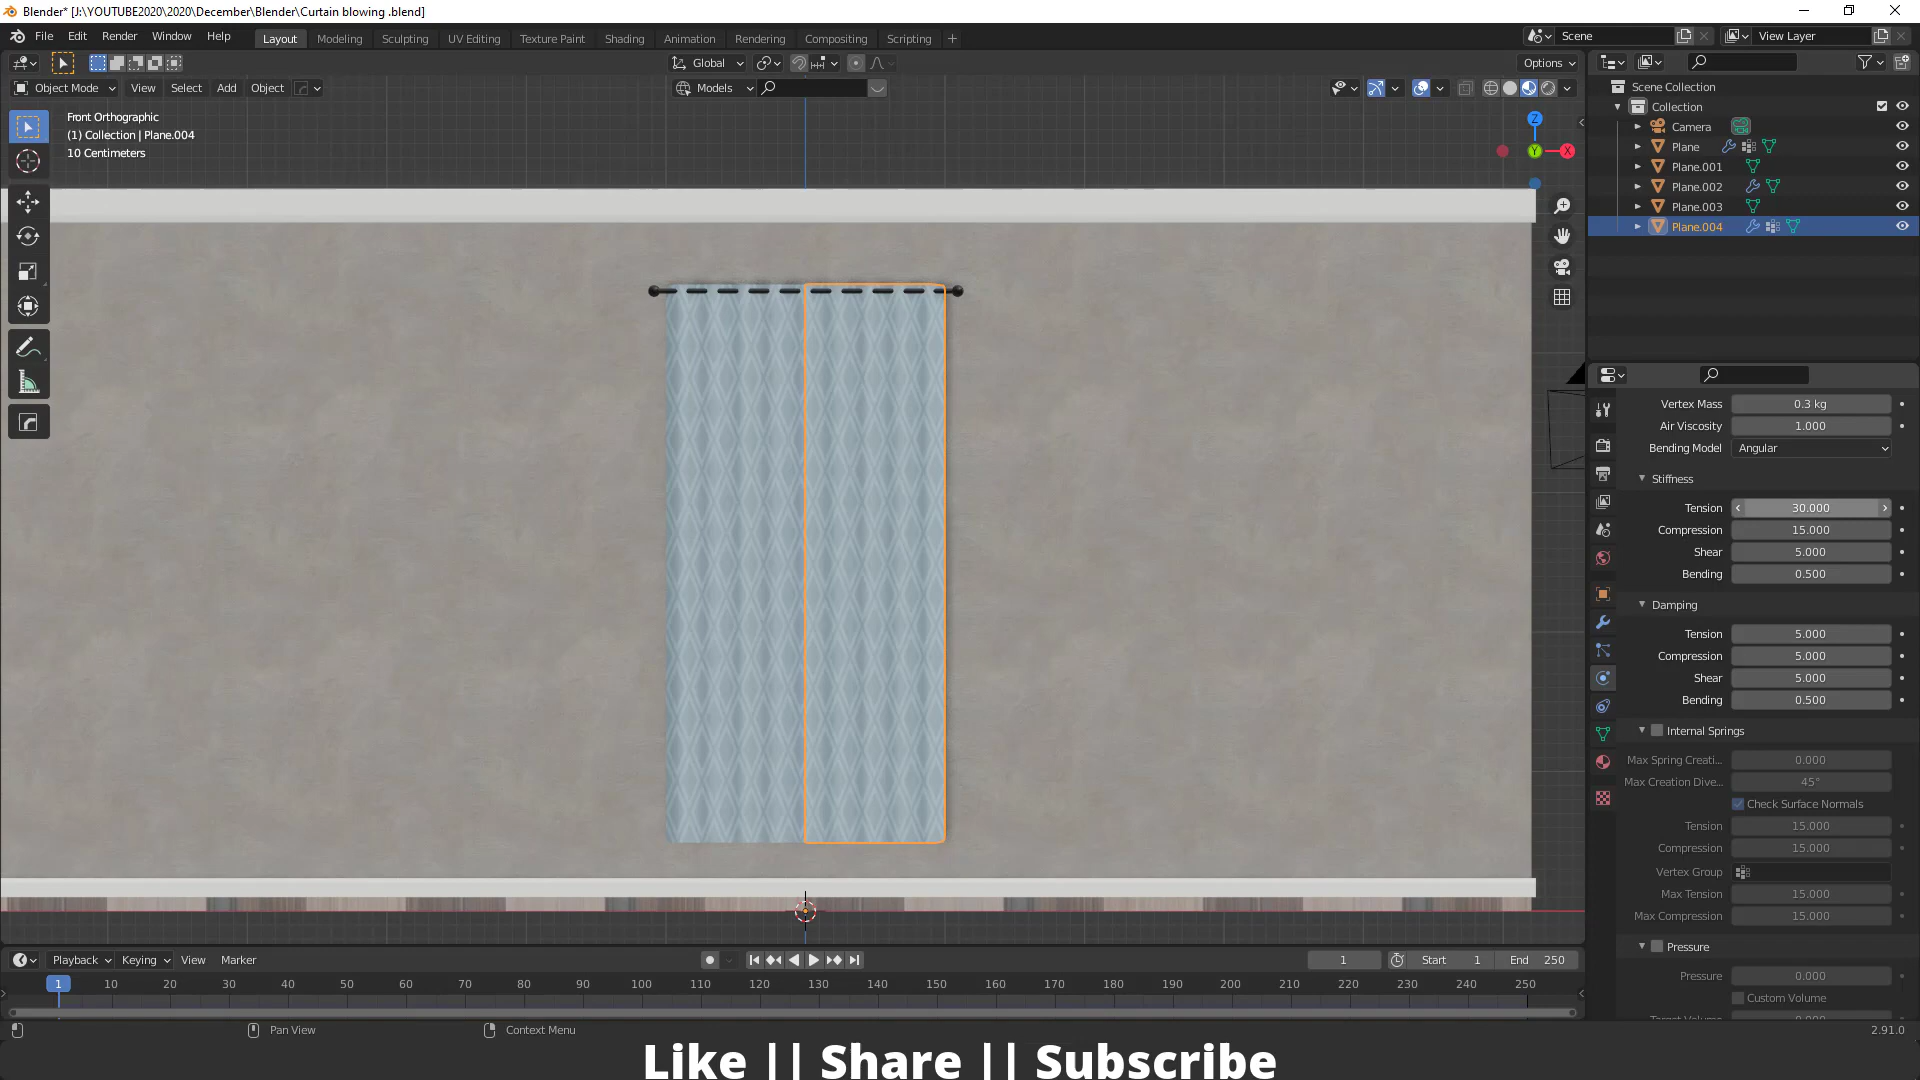 Blender* [J:\YOUTUBE2020\2020\December\Blender\Curtain blowing .blend]
File Edit Render Window Help Layout Modeling Sculpting UV Editing Texture Paint Shading Animation Rendering Compositing Scripting + Scene View Layer
Global Options
Object Mode View Select Add Object Models
Front Orthographic
(1) Collection | Plane.004
10 Centimeters
Z
Y
X
Scene Collection
Collection
Camera
Plane
Plane.001
Plane.002
Plane.003
Plane.004
Vertex Mass 0.3 kg
Air Viscosity 1.000
Bending Model Angular
Stiffness
Tension 30.000
Compression 15.000
Shear 5.000
Bending 0.500
Damping
Tension 5.000
Compression 5.000
Shear 5.000
Bending 0.500
Internal Springs
Max Spring Creati... 0.000
Max Creation Dive... 45°
Check Surface Normals
Tension 15.000
Compression 15.000
Vertex Group
Max Tension 15.000
Max Compression 15.000
Pressure
Pressure 0.000
Custom Volume
Playback Keying View Marker 1 Start 1 End 250
1 10 20 30 40 50 60 70 80 90 100 110 120 130 140 150 160 170 180 190 200 210 220 230 240 250
Pan View Context Menu 2.91.0
Like || Share || Subscribe